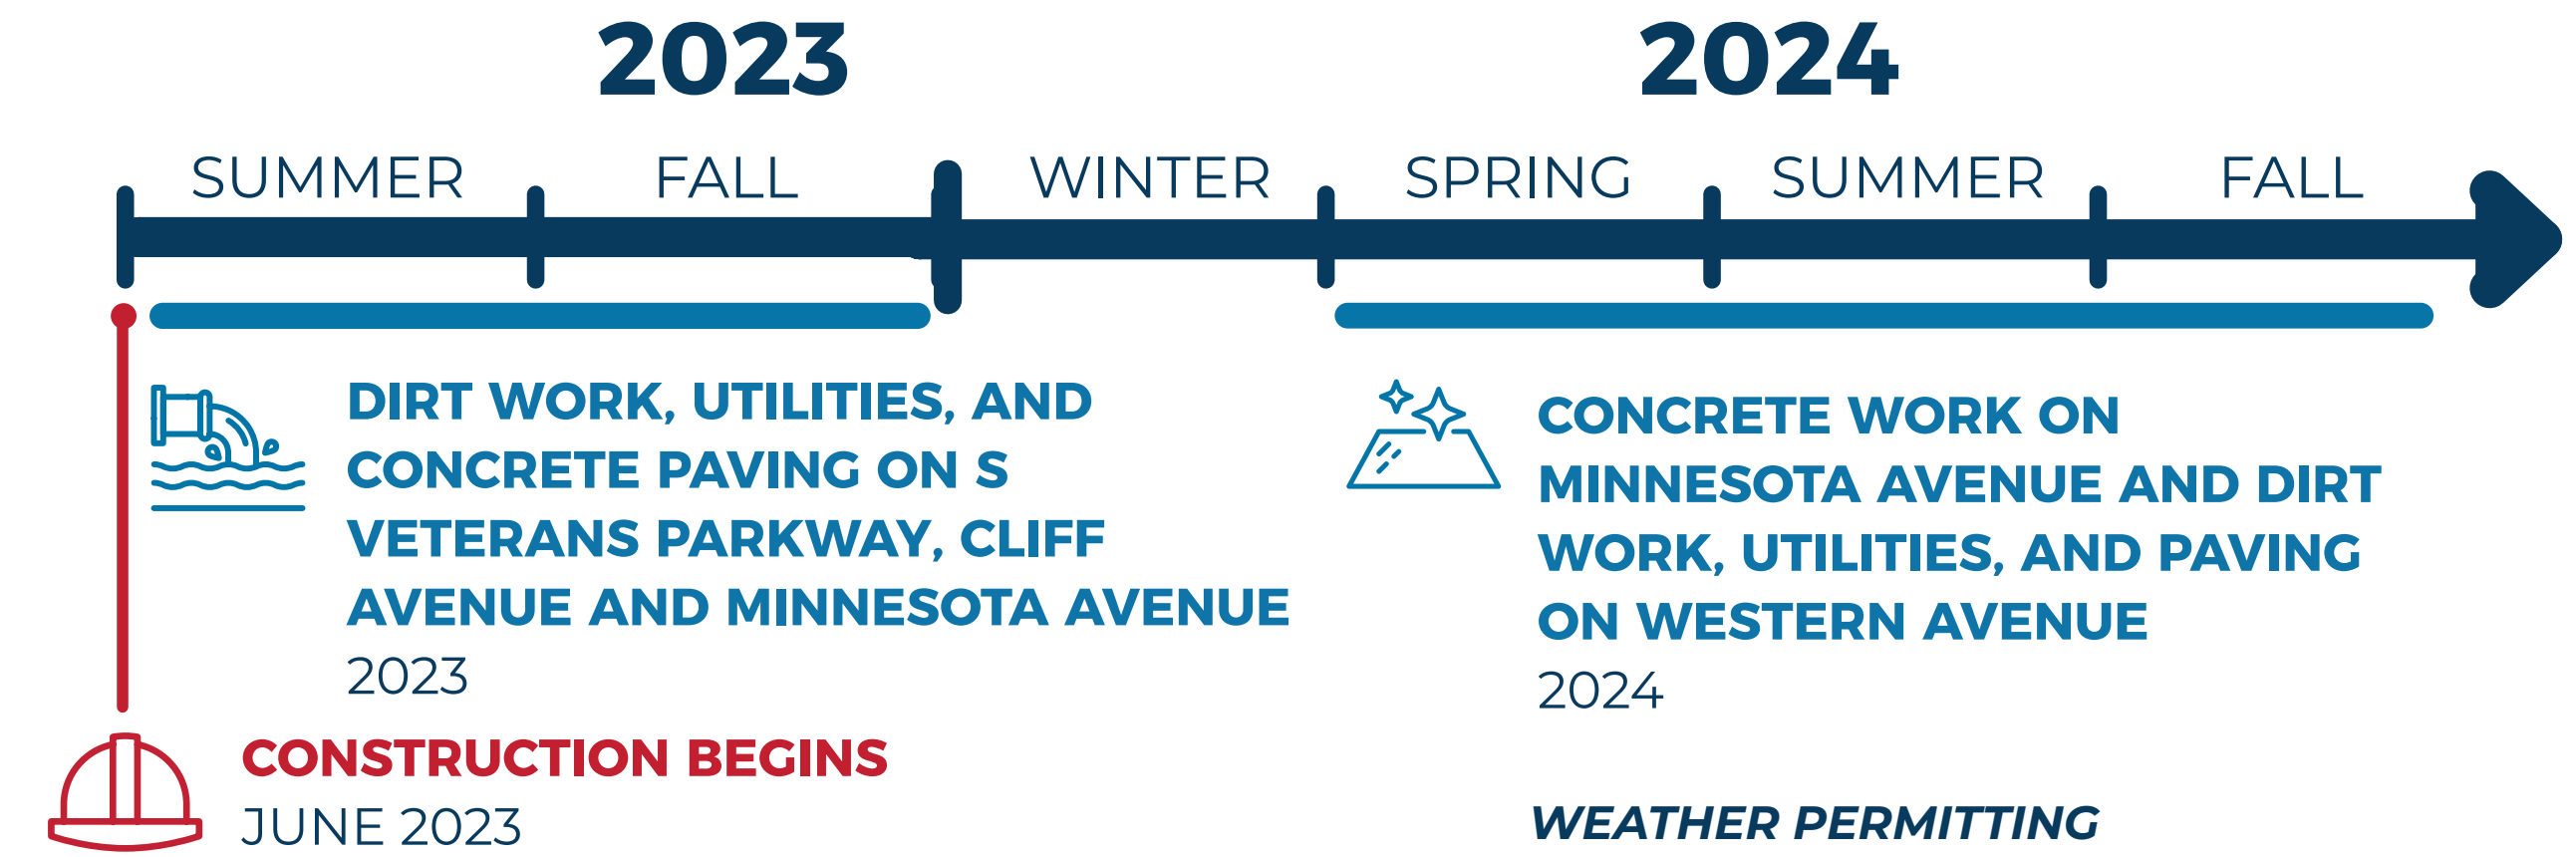 2023
2024
SUMMER
FALL
WINTER
SPRING
SUMMER
FALL
DIRT WORK, UTILITIES, AND
CONCRETE PAVING ON S
VETERANS PARKWAY, CLIFF
AVENUE AND MINNESOTA AVENUE
2023
CONCRETE WORK ON
MINNESOTA AVENUE AND DIRT
WORK, UTILITIES, AND PAVING
ON WESTERN AVENUE
2024
CONSTRUCTION BEGINS
JUNE 2023
WEATHER PERMITTING